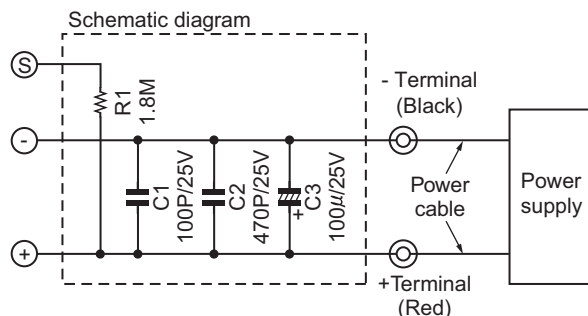 Schematic diagram
S
R1
1.8M
- Terminal
(Black)
-
C1
100P/25V
C2
470P/25V
+
C3
100μ/25V
Power
cable
Power
supply
+
+Terminal
(Red)